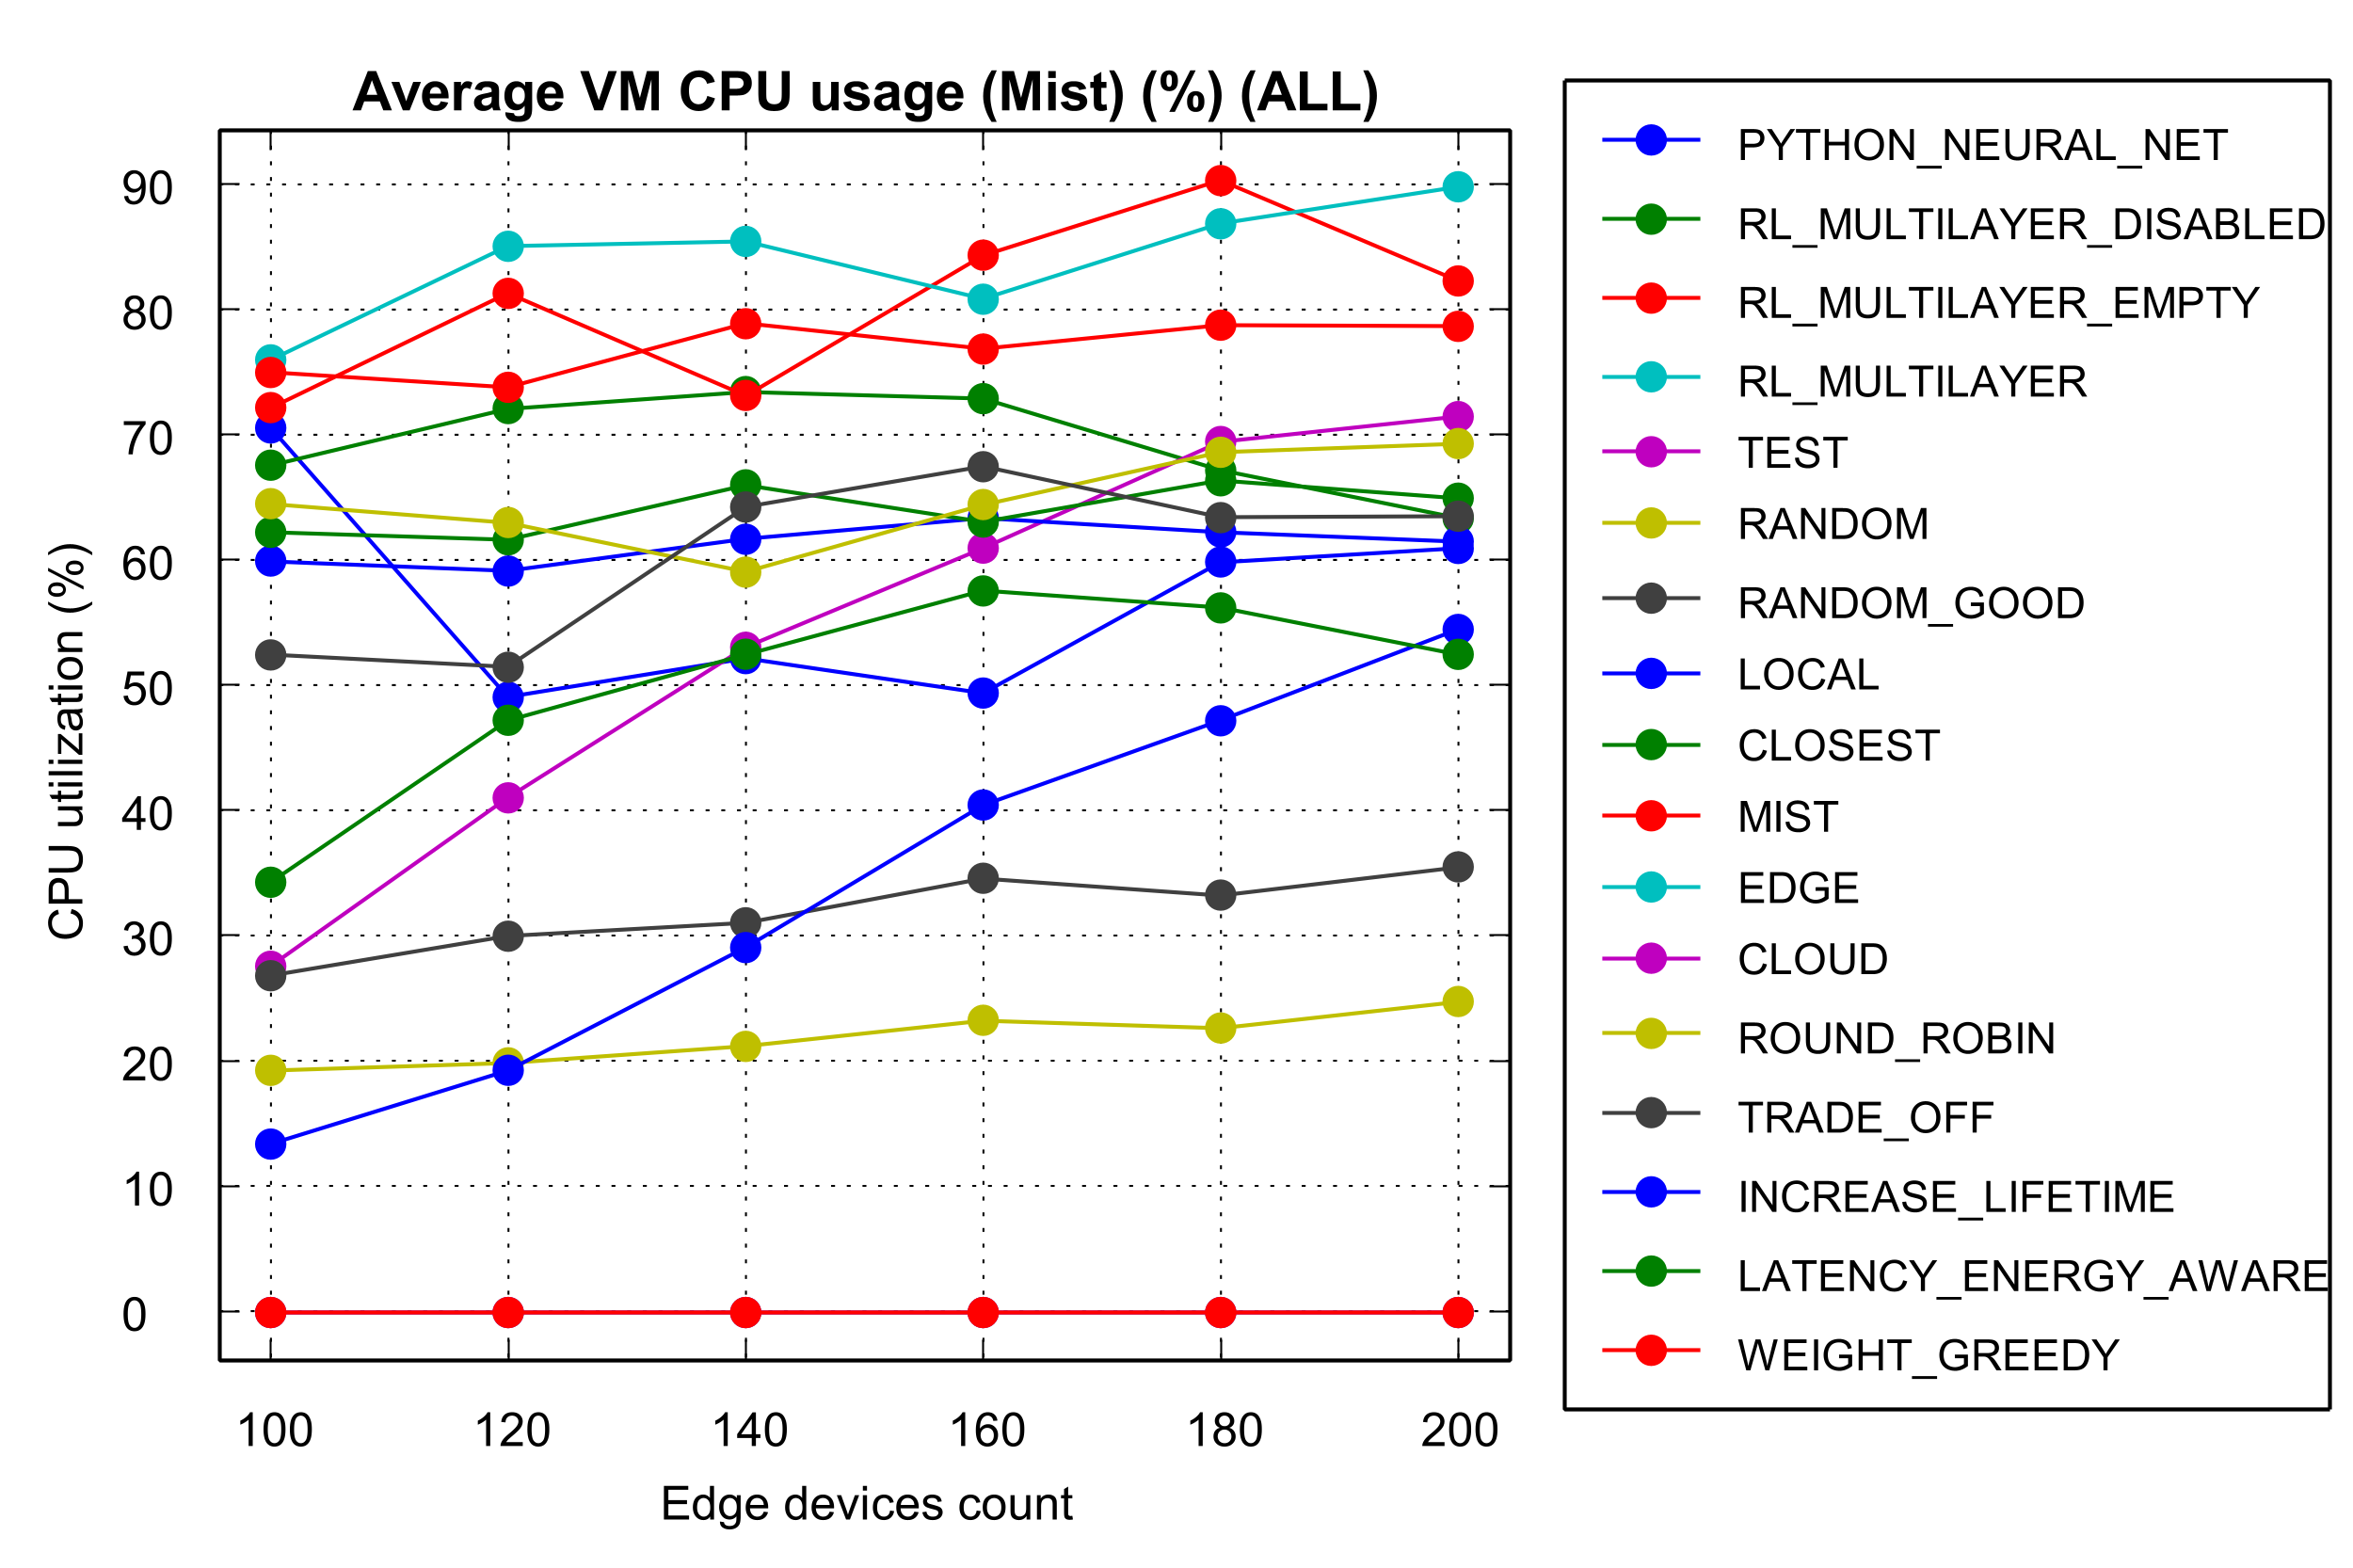 Average VM CPU usage (Mist) (%) (ALL)
CPU utilization (%)
90
80
70
60
50
40
30
20
10
0
100 120 140 160 180 200
Edge devices count
PYTHON_NEURAL_NET
RL_MULTILAYER_DISABLED
RL_MULTILAYER_EMPTY
RL_MULTILAYER
TEST
RANDOM
RANDOM_GOOD
LOCAL
CLOSEST
MIST
EDGE
CLOUD
ROUND_ROBIN
TRADE_OFF
INCREASE_LIFETIME
LATENCY_ENERGY_AWARE
WEIGHT_GREEDY